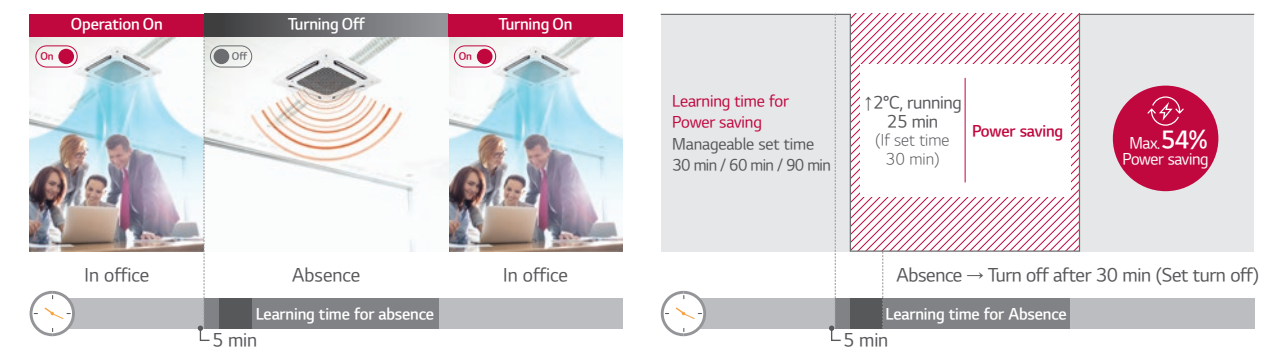 Operation On
Turning Off
Turning On
On
Off
On
In office
Absence
In office
Learning time for absence
5 min
Learning time for
Power saving
Manageable set time
30 min / 60 min / 90 min
↑2°C, running
25 min
(If set time
30 min)
Power saving
Max.54%
Power saving
Absence → Turn off after 30 min (Set turn off)
Learning time for Absence
5 min